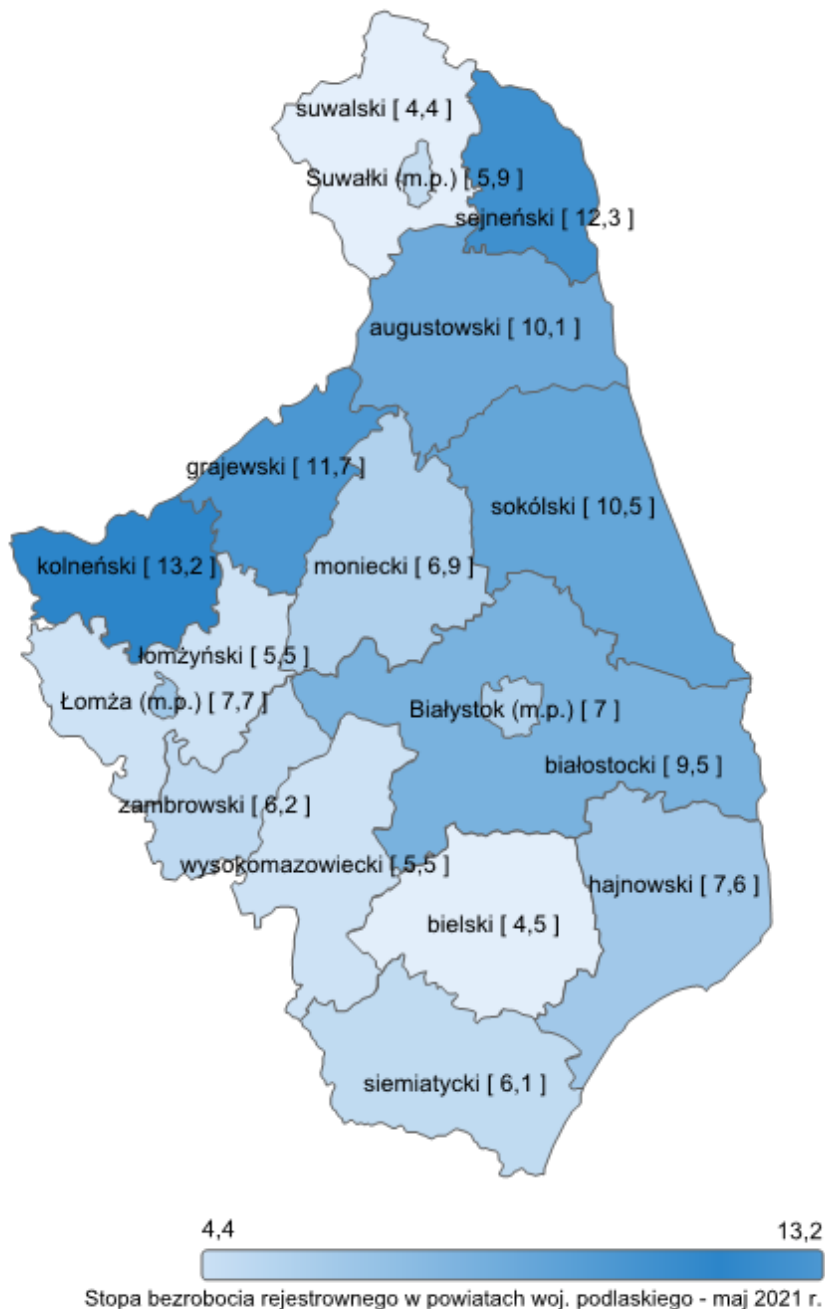 suwalski [ 4,4 ]
Suwałki (m.p.) [ 5,9 ]
sejneński [ 12,3 ]
augustowski [ 10,1 ]
grajewski [ 11,7 ]
sokólski [ 10,5 ]
kolneński [ 13,2 ]
moniecki [ 6,9 ]
łomżyński [ 5,5 ]
Łomża (m.p.) [ 7,7 ]
Białystok (m.p.) [ 7 ]
białostocki [ 9,5 ]
zambrowski [ 6,2 ]
wysokomazowiecki [ 5,5 ]
hajnowski [ 7,6 ]
bielski [ 4,5 ]
siemiatycki [ 6,1 ]
4,4 13,2
Stopa bezrobocia rejestrownego w powiatach woj. podlaskiego - maj 2021 r.